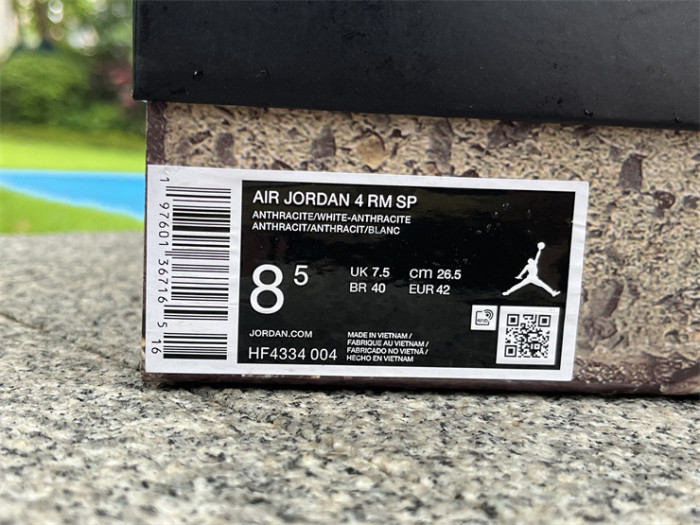 AIR JORDAN 4 RM SP
ANTHRACITE/WHITE-ANTHRACITE
ANTHRACIT/ANTHRACIT/BLANC
8 5
UK 7.5 cm 26.5
BR 40 EUR 42
JORDAN.COM
HF4334 004
MADE IN VIETNAM /
FABRIQUE AU VIETNAM /
FABRICADO NO VIETNÃ /
HECHO EN VIETNAM
1 97601 36716 5 16